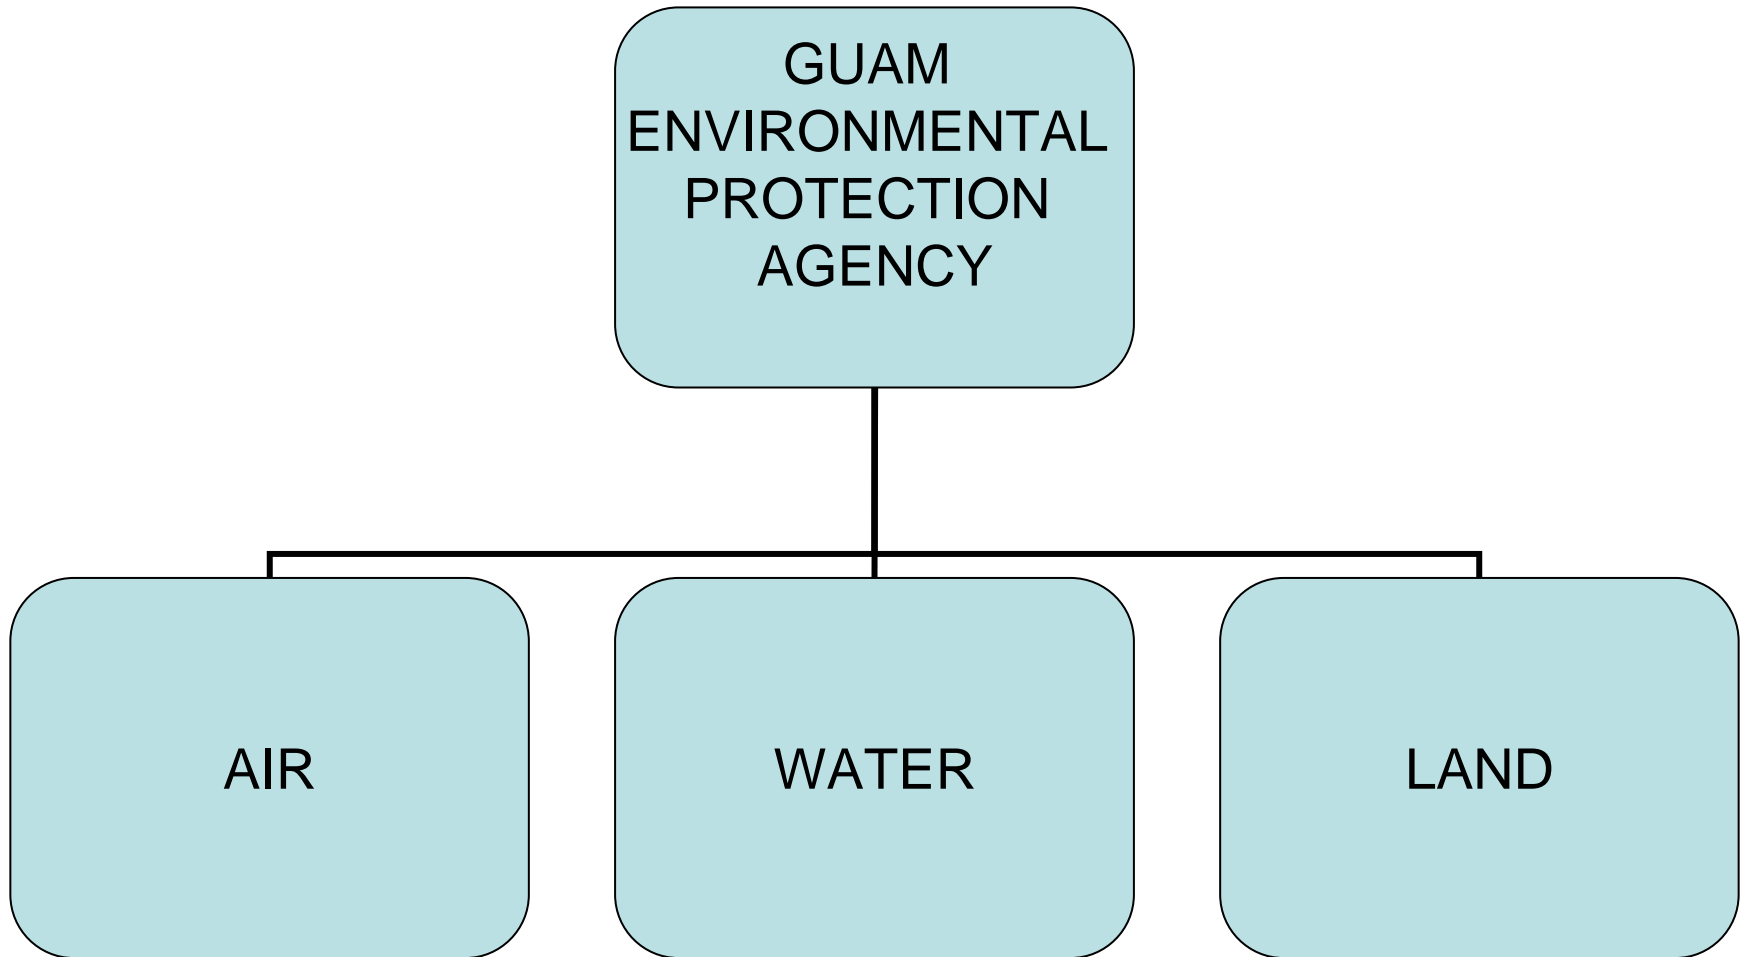 GUAM
ENVIRONMENTAL
PROTECTION
AGENCY
AIR
WATER
LAND